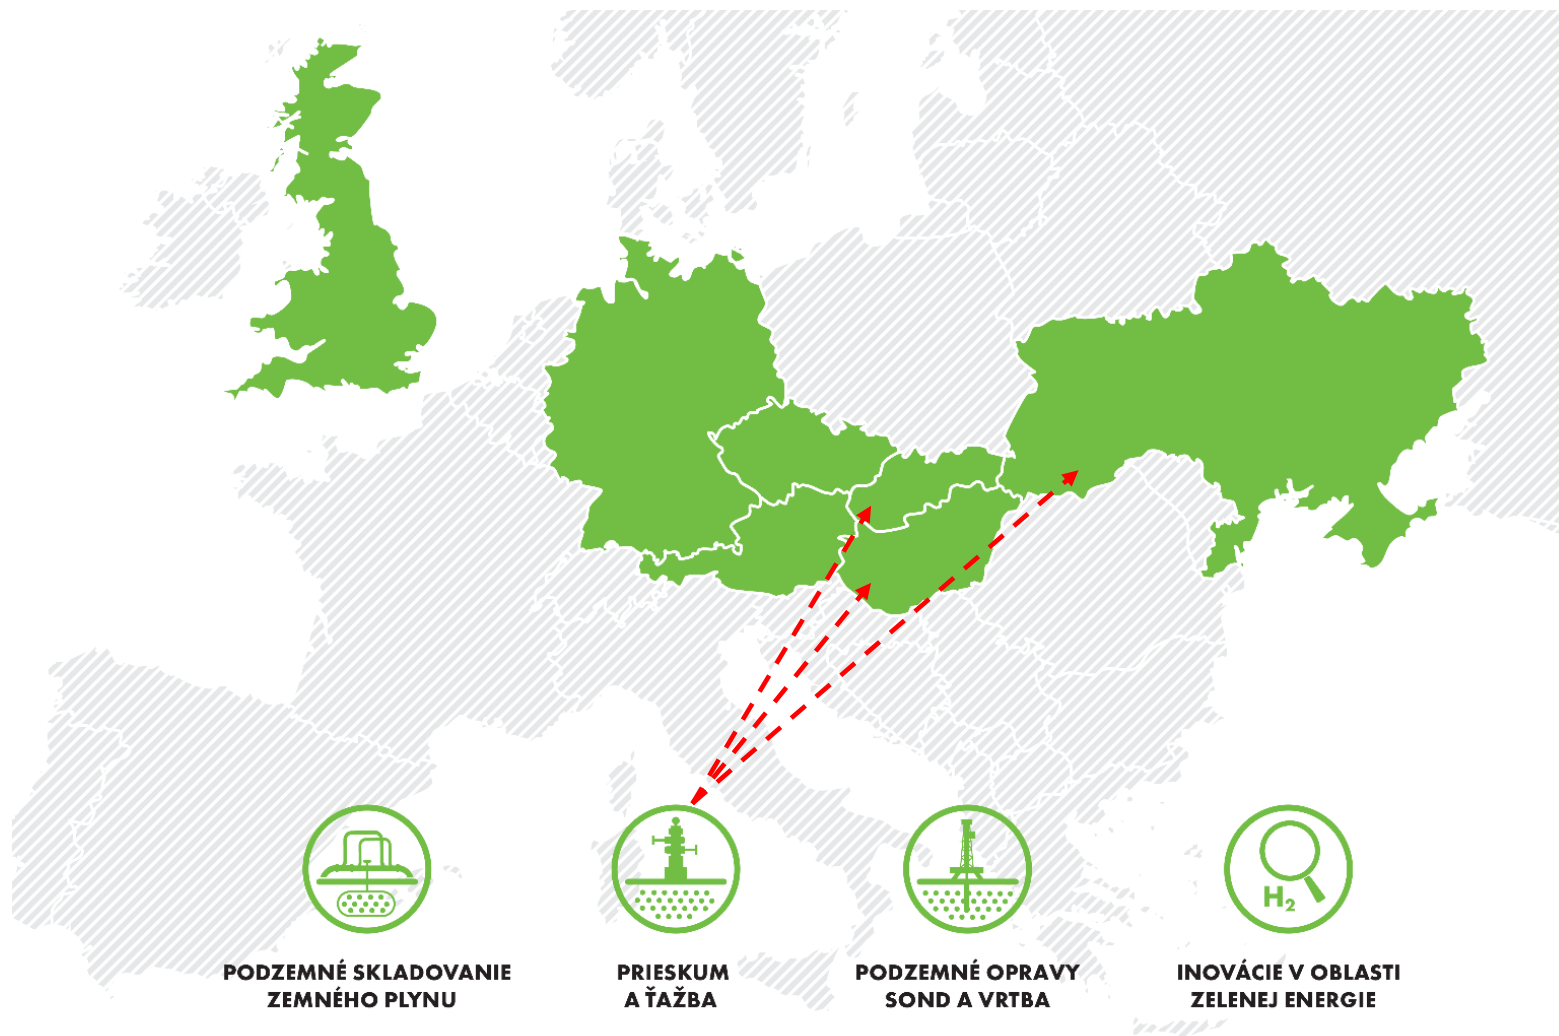 H₂
PODZEMNÉ SKLADOVANIE
ZEMNÉHO PLYNU
PRIESKUM
A ŤAŽBA
PODZEMNÉ OPRAVY
SOND A VRTBA
INOVÁCIE V OBLASTI
ZELENEJ ENERGIE